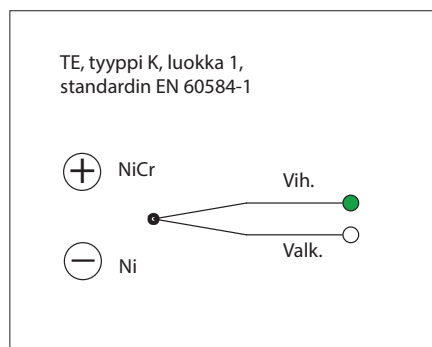 TE, tyyppi K, luokka 1,
standardin EN 60584-1
+ NiCr
Vih.
Valk.
− Ni